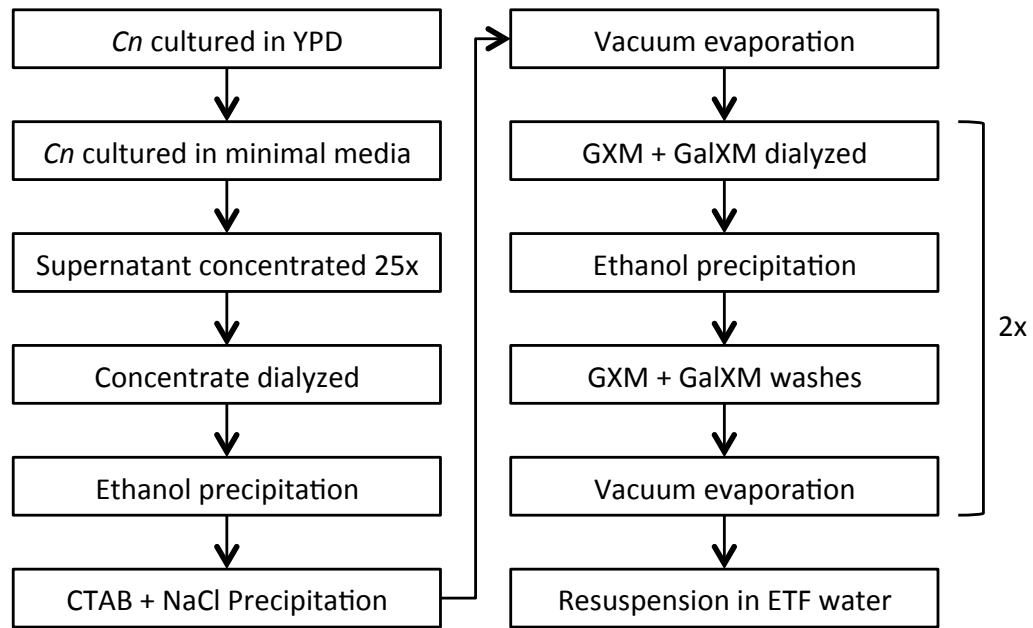 Cn cultured in YPD
Cn cultured in minimal media
Supernatant concentrated 25x
Concentrate dialyzed
Ethanol precipitation
CTAB + NaCl Precipitation
Vacuum evaporation
GXM + GalXM dialyzed
Ethanol precipitation
GXM + GalXM washes
Vacuum evaporation
Resuspension in ETF water
2x